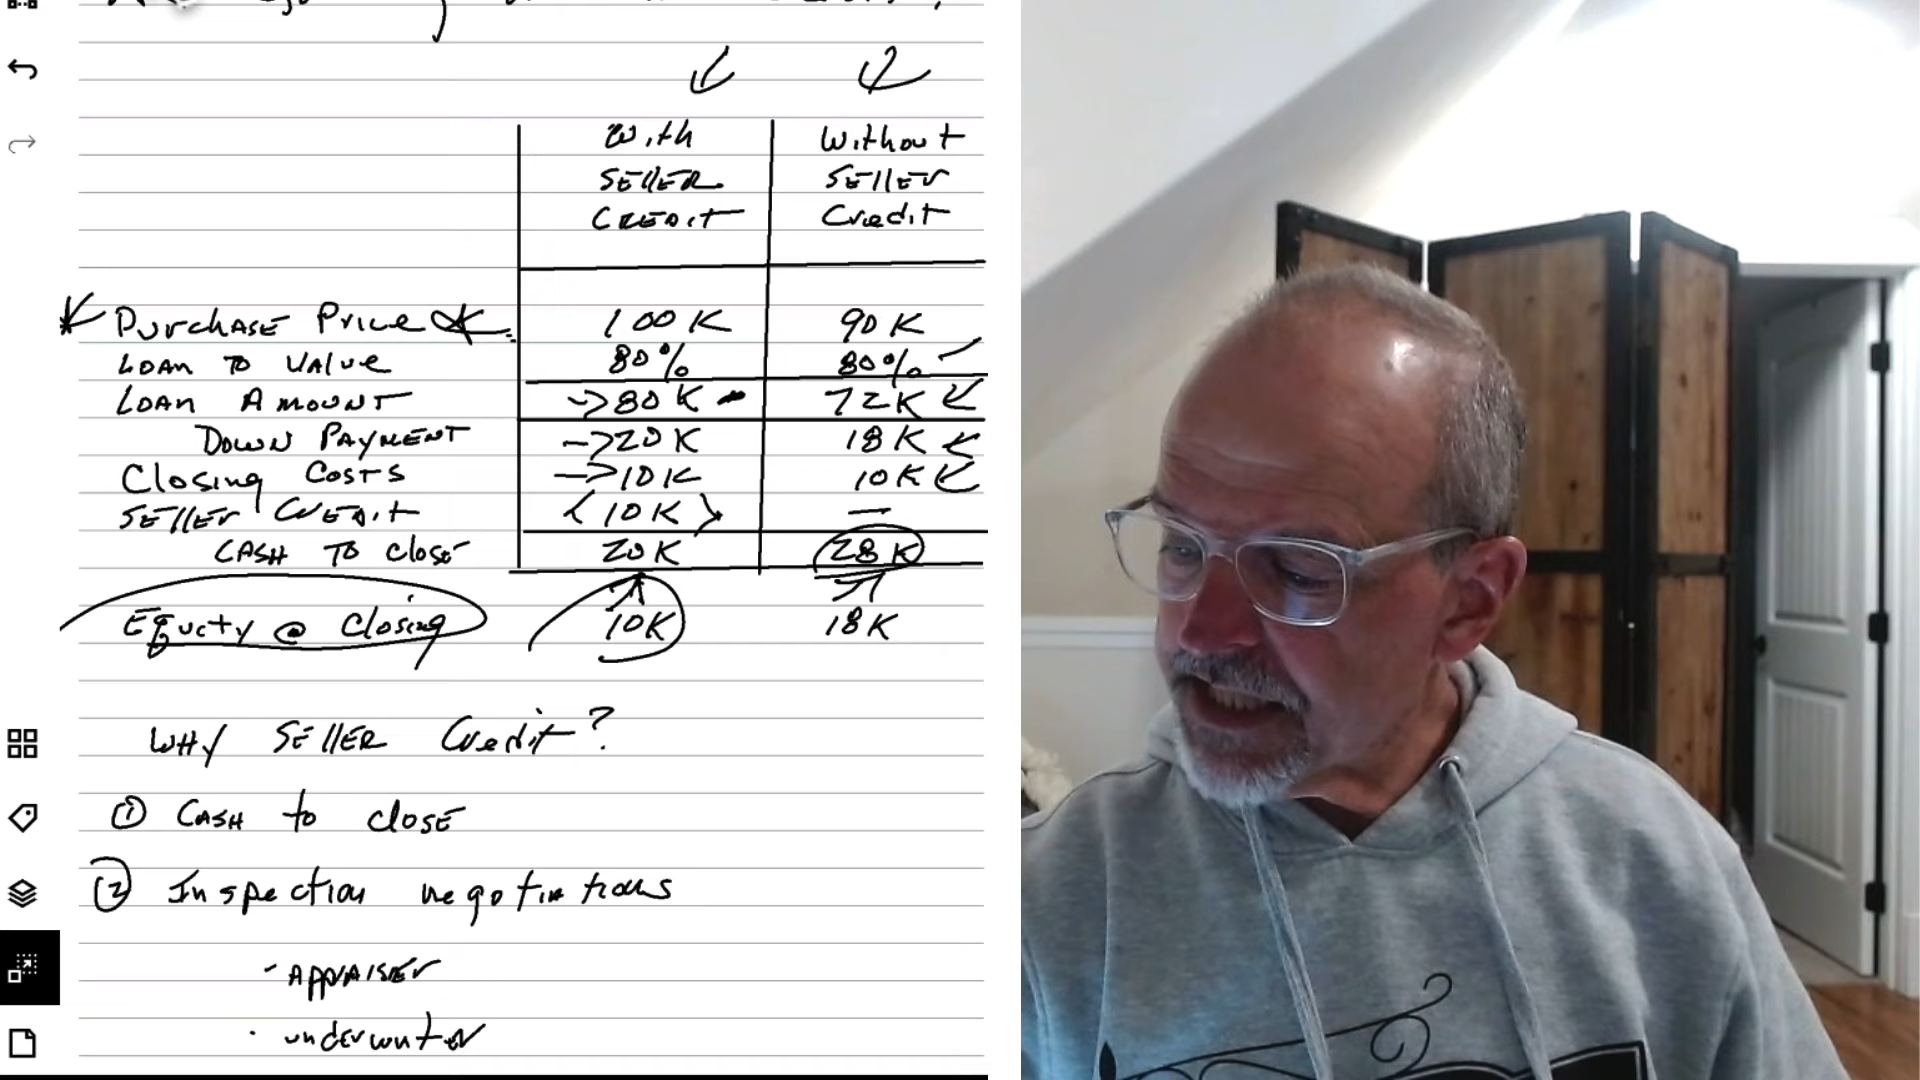 With Without
SELLER SELLER
CREDIT Credit
Purchase Price 100K 90K
Loan to Value 80% 80%
Loan Amount 80K 72K
Down Payment 20K 18K
Closing Costs 10K 10K
Seller Credit <10K> —
Cash to close 20K 28K
Equity @ closing 10K 18K
Why Seller Credit?
① Cash to close
② Inspection negotiations
- Appraiser
· underwriter